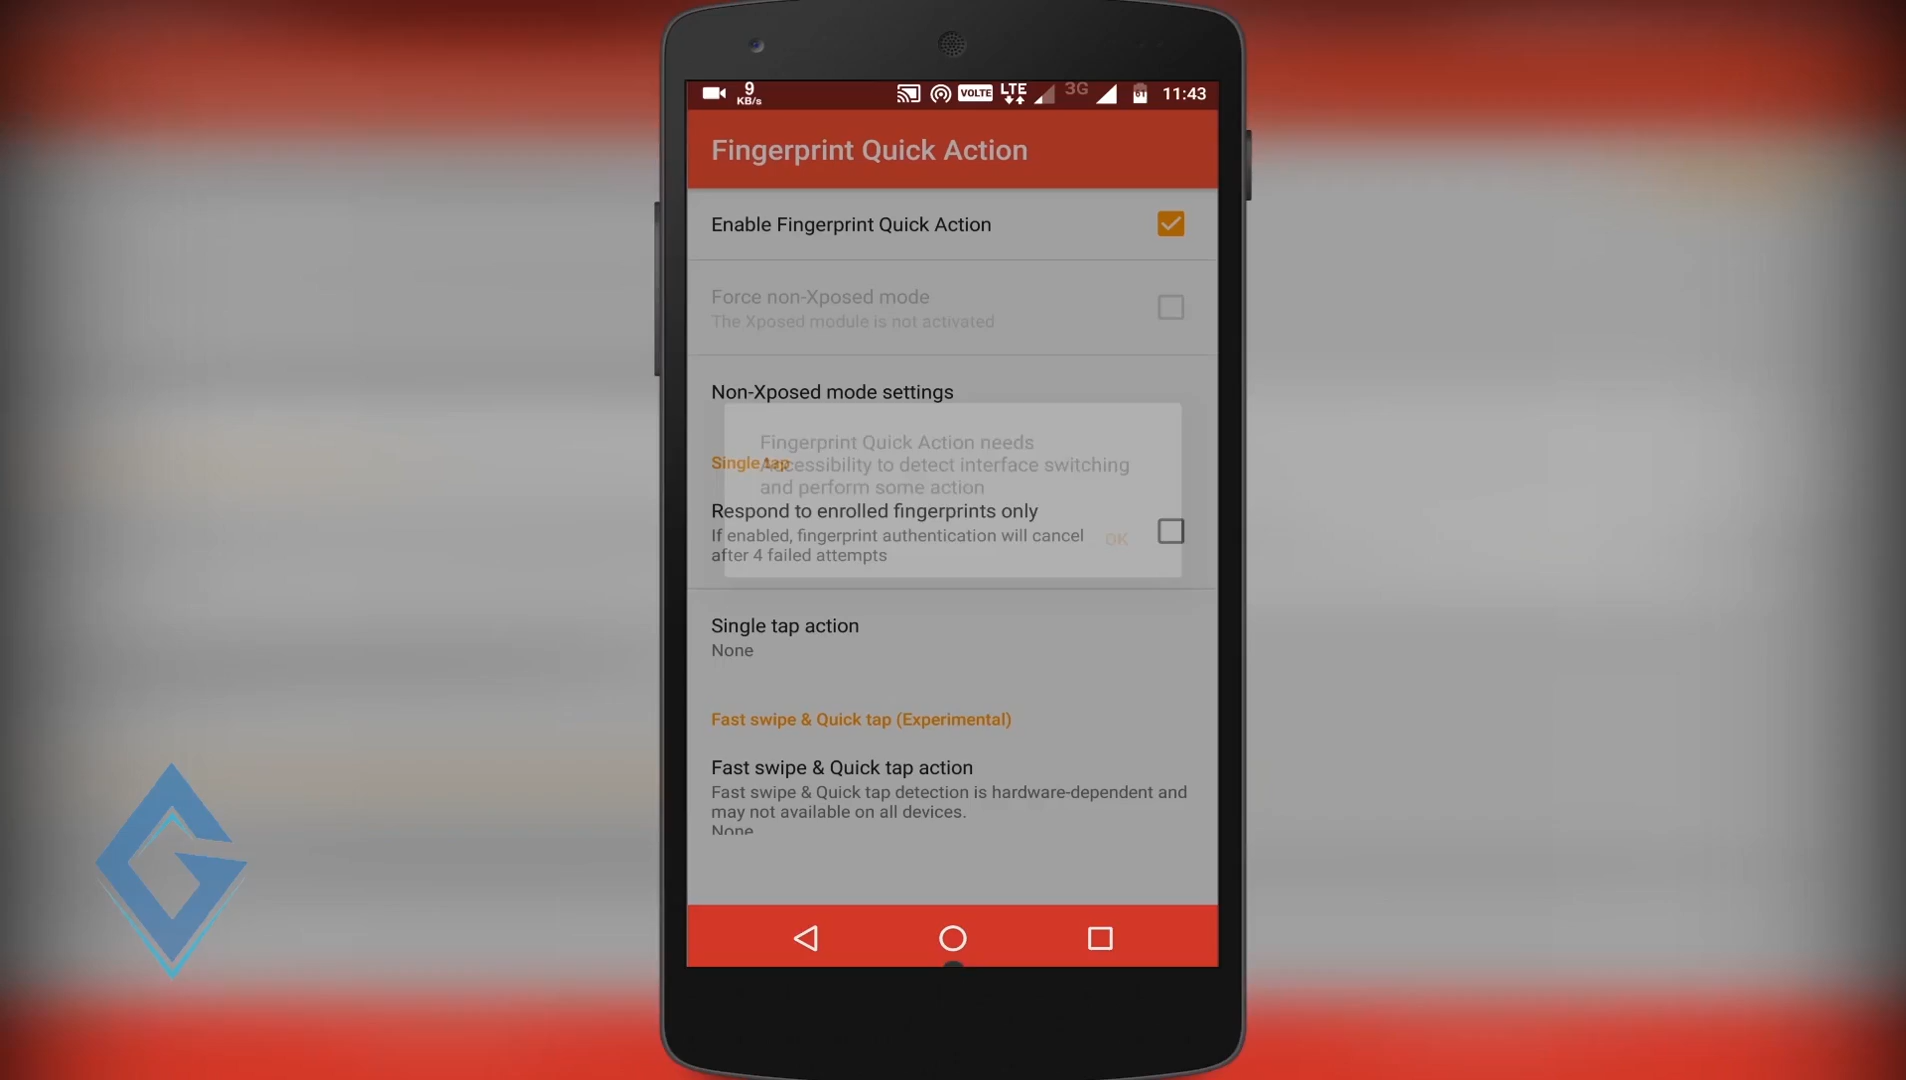 9
KB/s
VOLTE
LTE
3G
61
11:43
Fingerprint Quick Action
Enable Fingerprint Quick Action
Force non-Xposed mode
The Xposed module is not activated
Non-Xposed mode settings
Fingerprint Quick Action needs
Accessibility to detect interface switching
and perform some action
OK
Single tap
Respond to enrolled fingerprints only
If enabled, fingerprint authentication will cancel
after 4 failed attempts
Single tap action
None
Fast swipe & Quick tap (Experimental)
Fast swipe & Quick tap action
Fast swipe & Quick tap detection is hardware-dependent and
may not available on all devices.
None